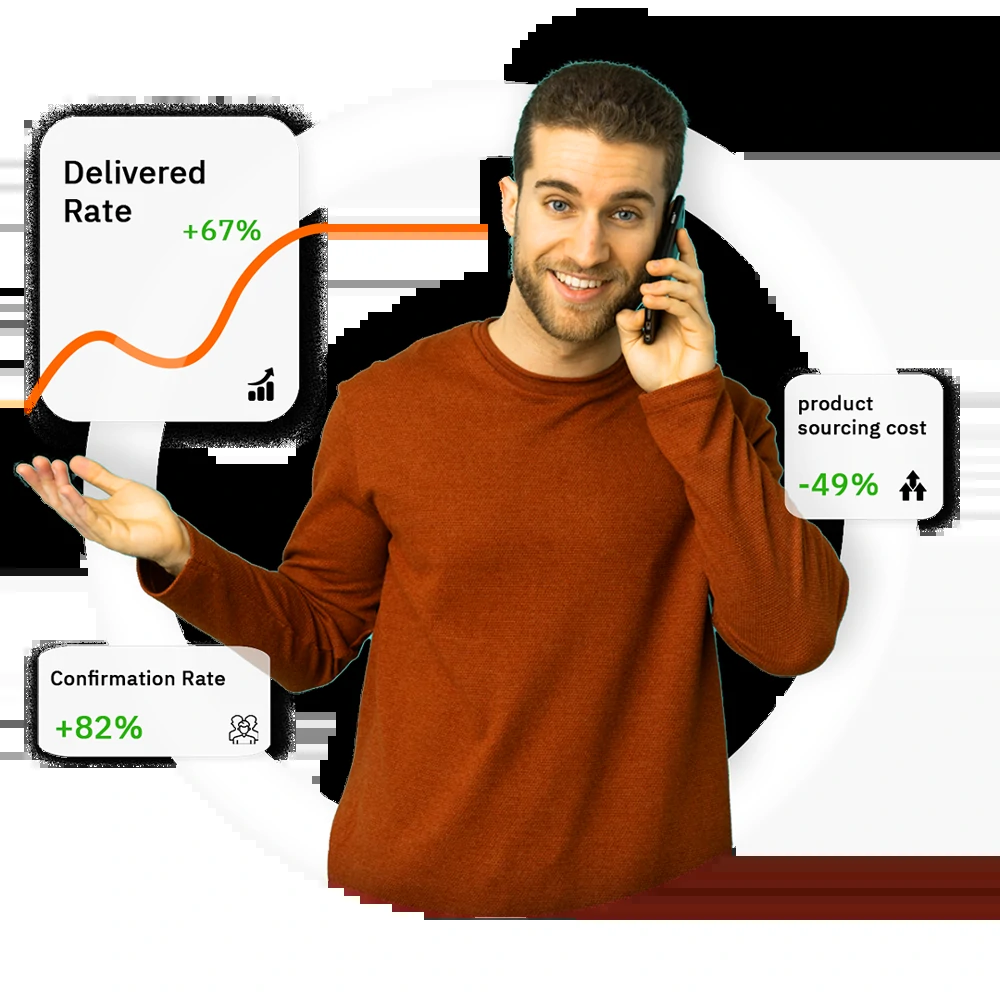 Delivered
Rate
+67%
product
sourcing cost
-49%
Confirmation Rate
+82%